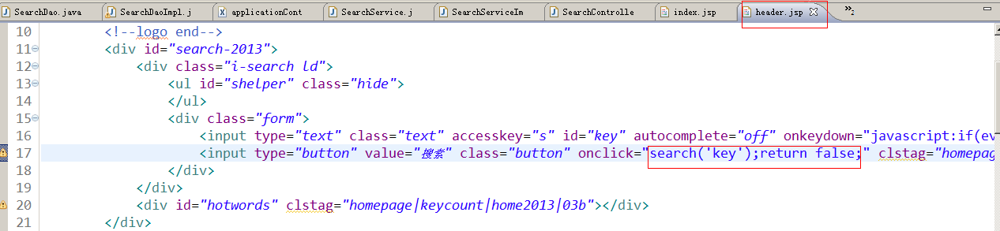 SearchDao.java SearchDaoImpl.j applicationCont SearchService.j SearchServiceIm SearchControlle index.jsp header.jsp »2
10 <!--logo end-->
11 <div id="search-2013">
12 <div class="i-search ld">
13 <ul id="shelper" class="hide">
14 </ul>
15 <div class="form">
16 <input type="text" class="text" accesskey="s" id="key" autocomplete="off" onkeydown="javascript:if(ev
17 <input type="button" value="搜索" class="button" onclick="search('key');return false;" clstag="homepag
18 </div>
19 </div>
20 <div id="hotwords" clstag="homepage|keycount|home2013|03b"></div>
21 </div>